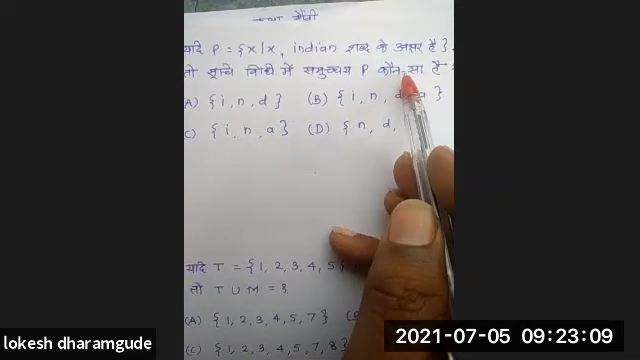 यदि P = {x|x, indian शब्द के अक्षर है}
तो सूचि विधि में समुच्चय P कौन-सा है
(A) {i, n, d} (B) {i, n, d, a}
(C) {i, n, a} (D) {n, d,
यदि T = {1, 2, 3, 4, 5}
तो T U M = ?
(A) {1, 2, 3, 4, 5, 7}
(C) {1, 2, 3, 4, 5, 7, 8}
lokesh dharamgude
2021-07-05 09:23:09